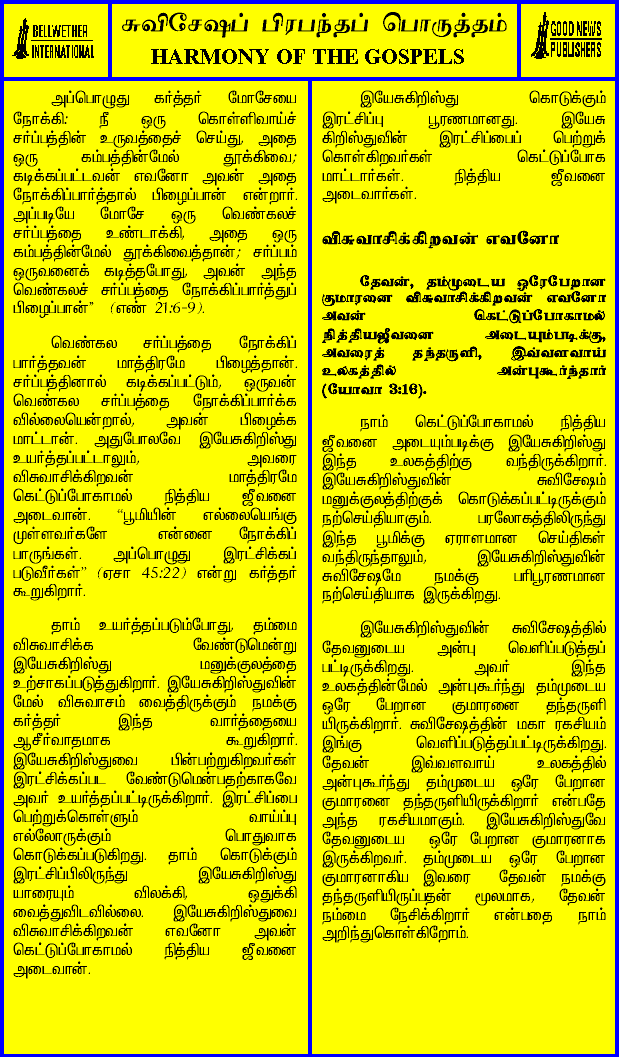 BELLWETHER
INTERNATIONAL
சுவிசேஷப் பிரபந்தப் பொருத்தம்
HARMONY OF THE GOSPELS
GOOD NEWS
PUBLISHERS
அப்பொழுது கர்த்தர் மோசேயை
நோக்கி: நீ ஒரு கொள்ளிவாய்ச்
சர்ப்பத்தின் உருவத்தைச் செய்து, அதை
ஒரு கம்பத்தின்மேல் தூக்கிவை;
கடிக்கப்பட்டவன் எவனோ அவன் அதை
நோக்கிப்பார்த்தால் பிழைப்பான் என்றார்.
அப்படியே மோசே ஒரு வெண்கலச்
சர்ப்பத்தை உண்டாக்கி, அதை ஒரு
கம்பத்தின்மேல் தூக்கிவைத்தான்; சர்ப்பம்
ஒருவனைக் கடித்தபோது, அவன் அந்த
வெண்கலச் சர்ப்பத்தை நோக்கிப்பார்த்துப்
பிழைப்பான்” (எண் 21:6-9).
வெண்கல சர்ப்பத்தை நோக்கிப்
பார்த்தவன் மாத்திரமே பிழைத்தான்.
சர்ப்பத்தினால் கடிக்கப்பட்டும், ஒருவன்
வெண்கல சர்ப்பத்தை நோக்கிப்பார்க்க
வில்லையென்றால், அவன் பிழைக்க
மாட்டான். அதுபோலவே இயேசுகிறிஸ்து
உயர்த்தப்பட்டாலும், அவரை
விசுவாசிக்கிறவன் மாத்திரமே
கெட்டுப்போகாமல் நித்திய ஜீவனை
அடைவான். “பூமியின் எல்லையெங்கு
முள்ளவர்களே என்னை நோக்கிப்
பாருங்கள். அப்பொழுது இரட்சிக்கப்
படுவீர்கள்” (ஏசா 45:22) என்று கர்த்தர்
கூறுகிறார்.
தாம் உயர்த்தப்படும்போது, தம்மை
விசுவாசிக்க வேண்டுமென்று
இயேசுகிறிஸ்து மனுக்குலத்தை
உற்சாகப்படுத்துகிறார். இயேசுகிறிஸ்துவின்
மேல் விசுவாசம் வைத்திருக்கும் நமக்கு
கர்த்தர் இந்த வார்த்தையை
ஆசீர்வாதமாக கூறுகிறார்.
இயேசுகிறிஸ்துவை பின்பற்றுகிறவர்கள்
இரட்சிக்கப்பட வேண்டுமென்பதற்காகவே
அவர் உயர்த்தப்பட்டிருக்கிறார். இரட்சிப்பை
பெற்றுக்கொள்ளும் வாய்ப்பு
எல்லோருக்கும் பொதுவாக
கொடுக்கப்படுகிறது. தாம் கொடுக்கும்
இரட்சிப்பிலிருந்து இயேசுகிறிஸ்து
யாரையும் விலக்கி, ஒதுக்கி
வைத்துவிடவில்லை. இயேசுகிறிஸ்துவை
விசுவாசிக்கிறவன் எவனோ அவன்
கெட்டுப்போகாமல் நித்திய ஜீவனை
அடைவான்.
இயேசுகிறிஸ்து கொடுக்கும்
இரட்சிப்பு பூரணமானது. இயேசு
கிறிஸ்துவின் இரட்சிப்பைப் பெற்றுக்
கொள்கிறவர்கள் கெட்டுப்போக
மாட்டார்கள். நித்திய ஜீவனை
அடைவார்கள்.
விசுவாசிக்கிறவன் எவனோ
தேவன், தம்முடைய ஒரேபேறான
குமாரனை விசுவாசிக்கிறவன் எவனோ
அவன் கெட்டுப்போகாமல்
நித்தியஜீவனை அடையும்படிக்கு,
அவரைத் தந்தருளி, இவ்வளவாய்
உலகத்தில் அன்புகூர்ந்தார்
(யோவா 3:16).
நாம் கெட்டுப்போகாமல் நித்திய
ஜீவனை அடையும்படிக்கு இயேசுகிறிஸ்து
இந்த உலகத்திற்கு வந்திருக்கிறார்.
இயேசுகிறிஸ்துவின் சுவிசேஷம்
மனுக்குலத்திற்குக் கொடுக்கப்பட்டிருக்கும்
நற்செய்தியாகும். பரலோகத்திலிருந்து
இந்த பூமிக்கு ஏராளமான செய்திகள்
வந்திருந்தாலும், இயேசுகிறிஸ்துவின்
சுவிசேஷமே நமக்கு பரிபூரணமான
நற்செய்தியாக இருக்கிறது.
இயேசுகிறிஸ்துவின் சுவிசேஷத்தில்
தேவனுடைய அன்பு வெளிப்படுத்தப்
பட்டிருக்கிறது. அவர் இந்த
உலகத்தின்மேல் அன்புகூர்ந்து தம்முடைய
ஒரே பேறான குமாரனை தந்தருளி
யிருக்கிறார். சுவிசேஷத்தின் மகா ரகசியம்
இங்கு வெளிப்படுத்தப்பட்டிருக்கிறது.
தேவன் இவ்வளவாய் உலகத்தில்
அன்புகூர்ந்து தம்முடைய ஒரே பேறான
குமாரனை தந்தருளியிருக்கிறார் என்பதே
அந்த ரகசியமாகும். இயேசுகிறிஸ்துவே
தேவனுடைய ஒரே பேறான குமாரனாக
இருக்கிறவர். தம்முடைய ஒரே பேறான
குமாரனாகிய இவரை தேவன் நமக்கு
தந்தருளியிருப்பதன் மூலமாக, தேவன்
நம்மை நேசிக்கிறார் என்பதை நாம்
அறிந்துகொள்கிறோம்.